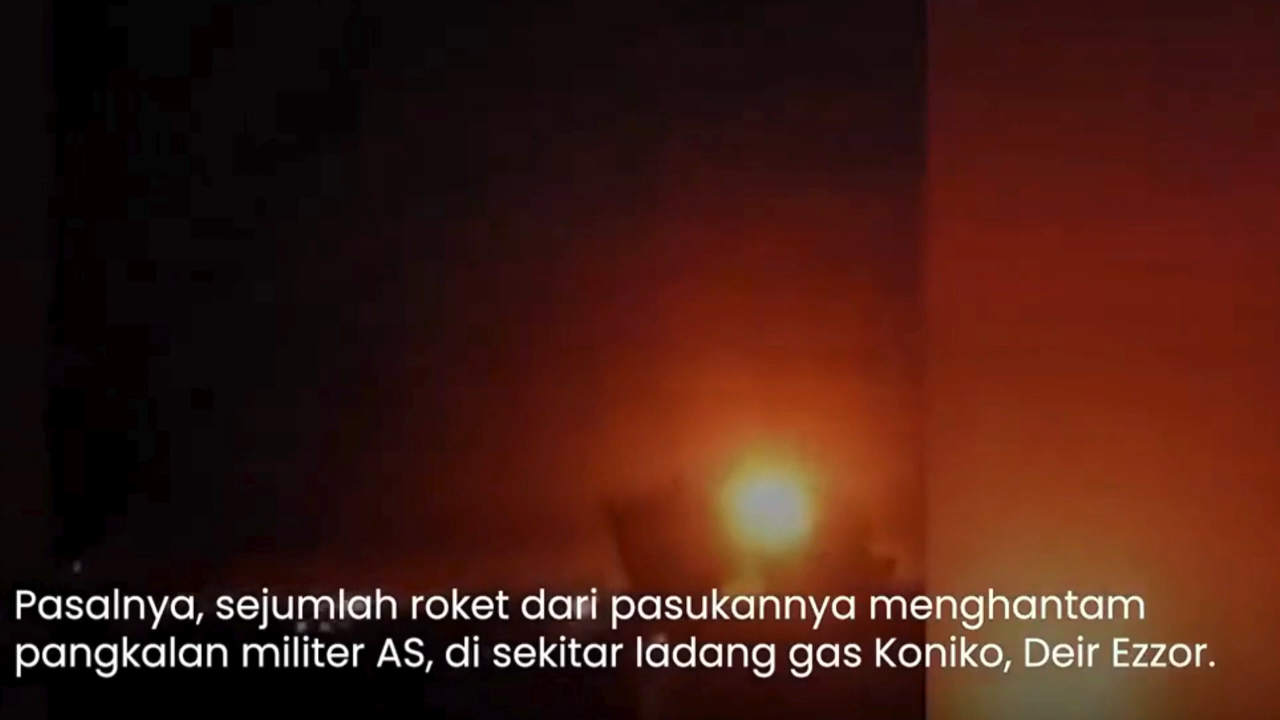 Pasalnya, sejumlah roket dari pasukannya menghantam
pangkalan militer AS, di sekitar ladang gas Koniko, Deir Ezzor.